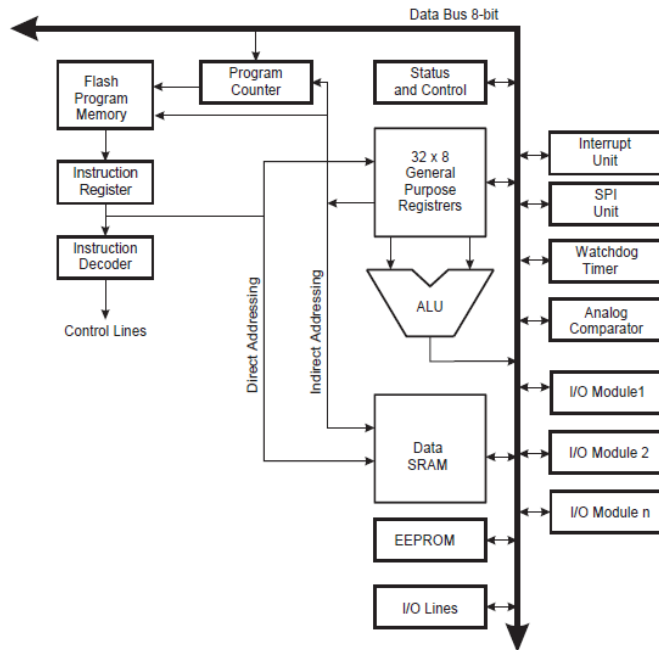 Data Bus 8-bit
Flash
Program
Memory
Program
Counter
Status
and Control
Interrupt
Unit
32 x 8
General
Purpose
Registrers
Instruction
Register
SPI
Unit
Instruction
Decoder
Watchdog
Timer
ALU
Control Lines
Analog
Comparator
Direct Addressing
Indirect Addressing
I/O Module1
Data
SRAM
I/O Module 2
I/O Module n
EEPROM
I/O Lines